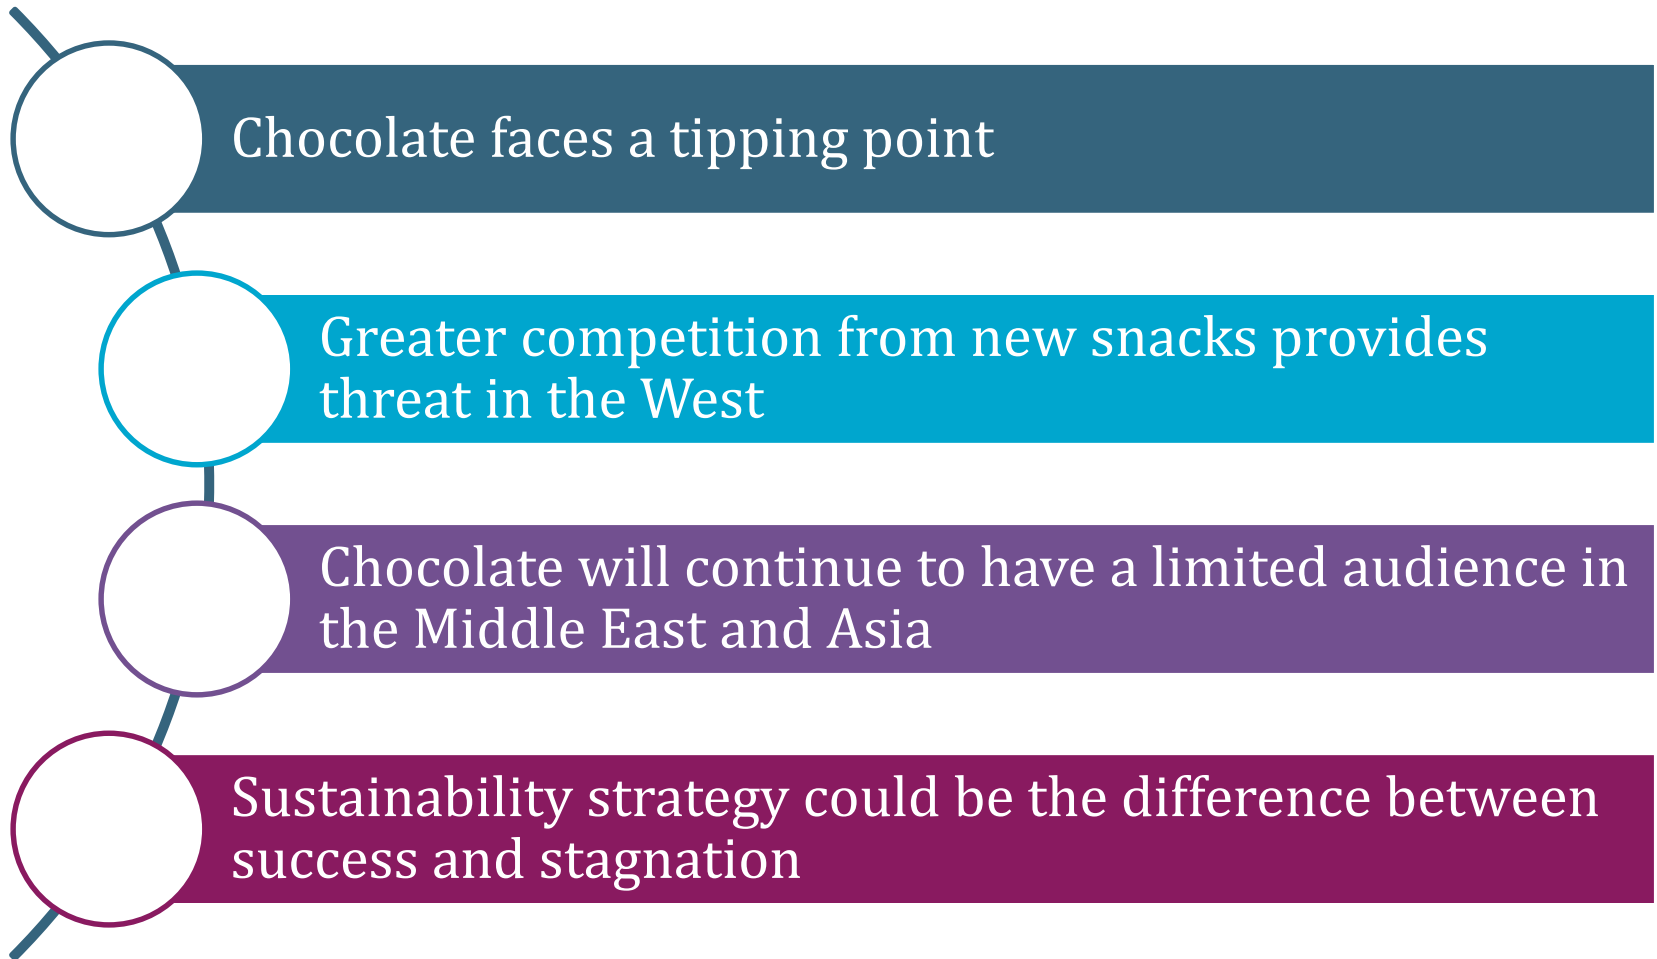 Chocolate faces a tipping point
Greater competition from new snacks provides
threat in the West
Chocolate will continue to have a limited audience in
the Middle East and Asia
Sustainability strategy could be the difference between
success and stagnation